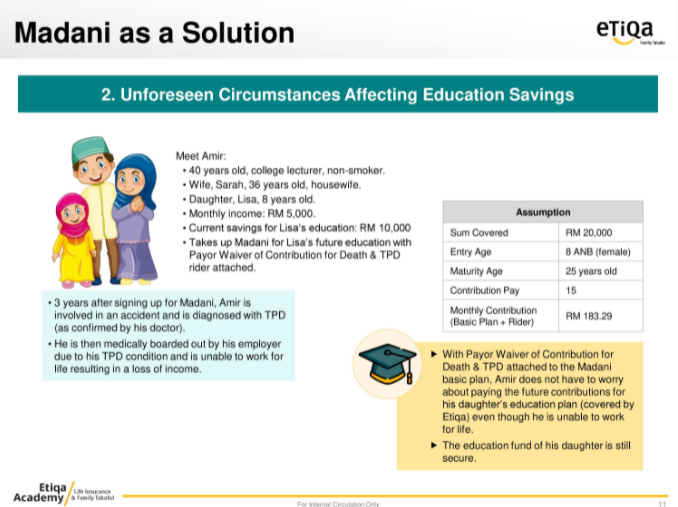 Madani as a Solution
eTiQa
family takaful
2. Unforeseen Circumstances Affecting Education Savings
Meet Amir:
• 40 years old, college lecturer, non-smoker.
• Wife, Sarah, 36 years old, housewife.
• Daughter, Lisa, 8 years old.
• Monthly income: RM 5,000.
• Current savings for Lisa's education: RM 10,000
• Takes up Madani for Lisa's future education with
Payor Waiver of Contribution for Death & TPD
rider attached.
Assumption
Sum Covered RM 20,000
Entry Age 8 ANB (female)
Maturity Age 25 years old
Contribution Pay 15
Monthly Contribution
(Basic Plan + Rider) RM 183.29
• 3 years after signing up for Madani, Amir is
involved in an accident and is diagnosed with TPD
(as confirmed by his doctor).
• He is then medically boarded out by his employer
due to his TPD condition and is unable to work for
life resulting in a loss of income.
► With Payor Waiver of Contribution for
Death & TPD attached to the Madani
basic plan, Amir does not have to worry
about paying the future contributions for
his daughter's education plan (covered by
Etiqa) even though he is unable to work
for life.
► The education fund of his daughter is still
secure.
Etiqa
Academy
Life Insurance
& Family Takaful
For Internal Circulation Only
11